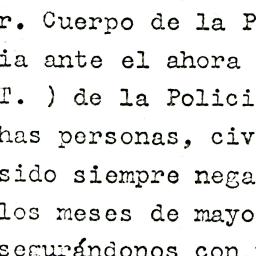 r. Cuerpo de la P
ia ante el ahora
T. ) de la Polici
has personas, civ
sido siempre nega
los meses de mayo
segurándonos con